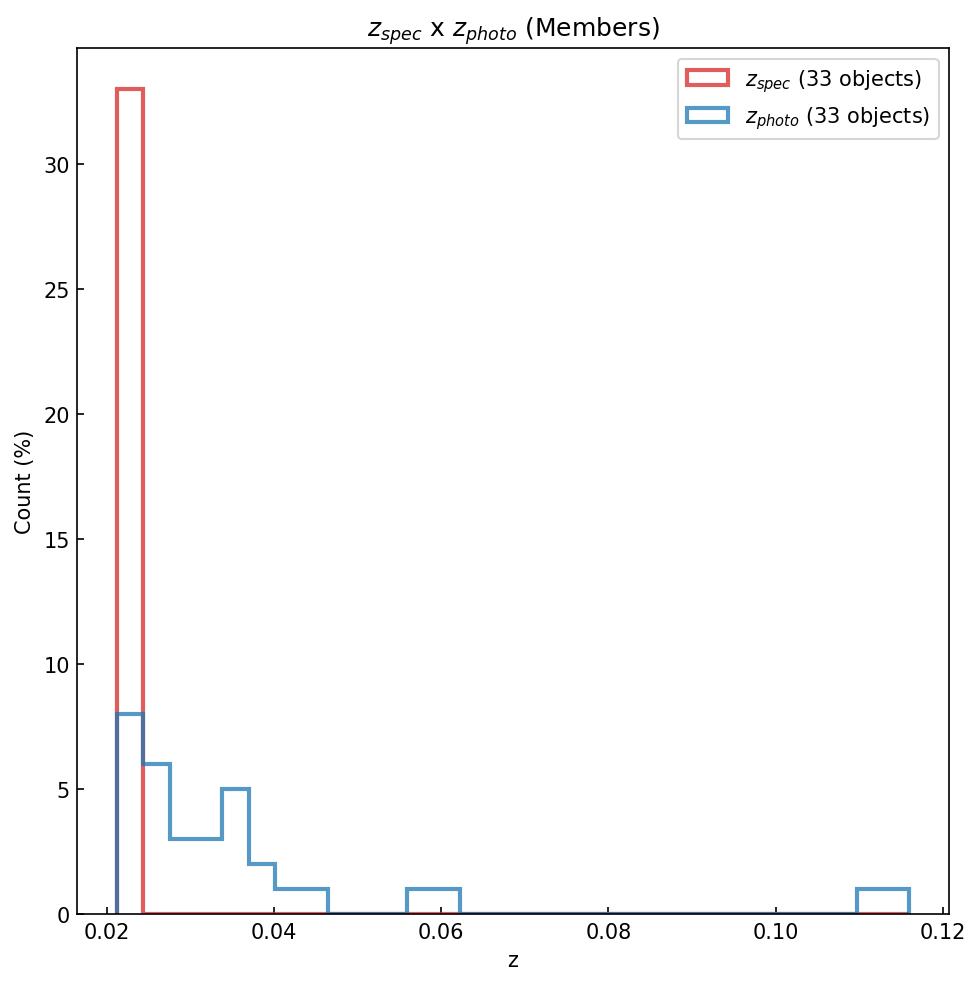 z_spec x z_photo (Members)
z_spec (33 objects)
z_photo (33 objects)
Count (%)
30
25
20
15
10
5
0
0.02 0.04 0.06 0.08 0.10 0.12
z